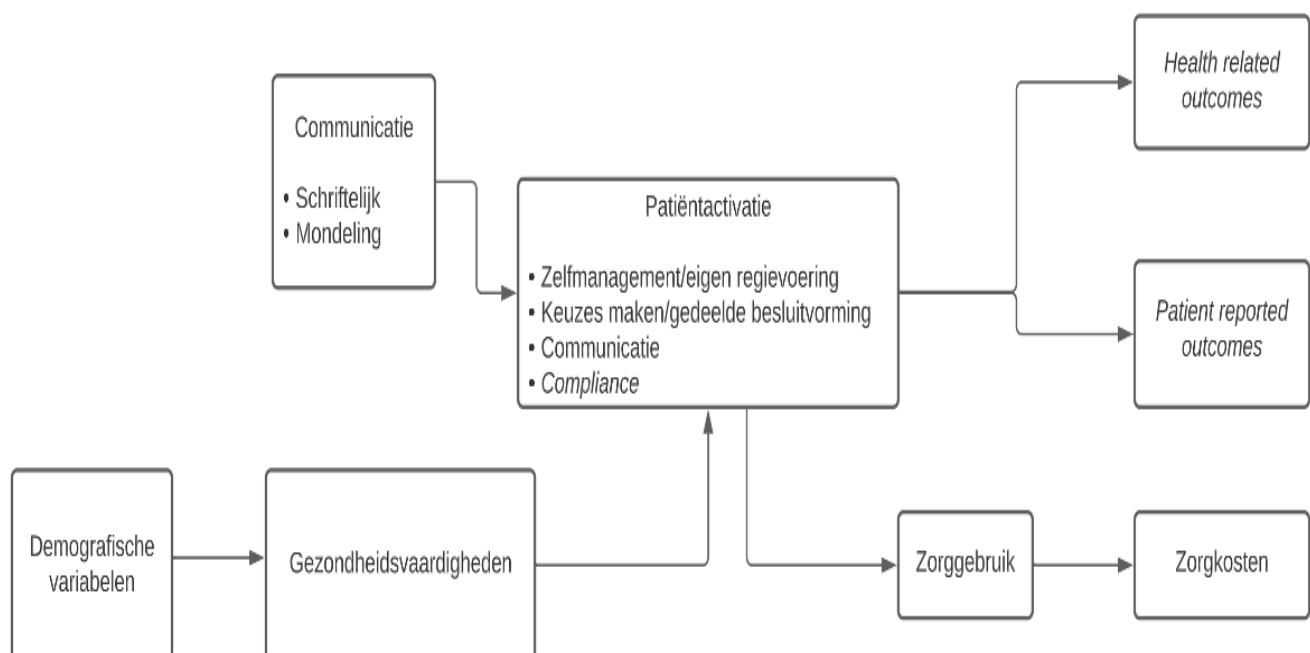 Health related
outcomes
Communicatie
• Schriftelijk
• Mondeling
Patiëntactivatie
• Zelfmanagement/eigen regievoering
• Keuzes maken/gedeelde besluitvorming
• Communicatie
• Compliance
Patient reported
outcomes
Demografische
variabelen
Gezondheidsvaardigheden
Zorggebruik
Zorgkosten